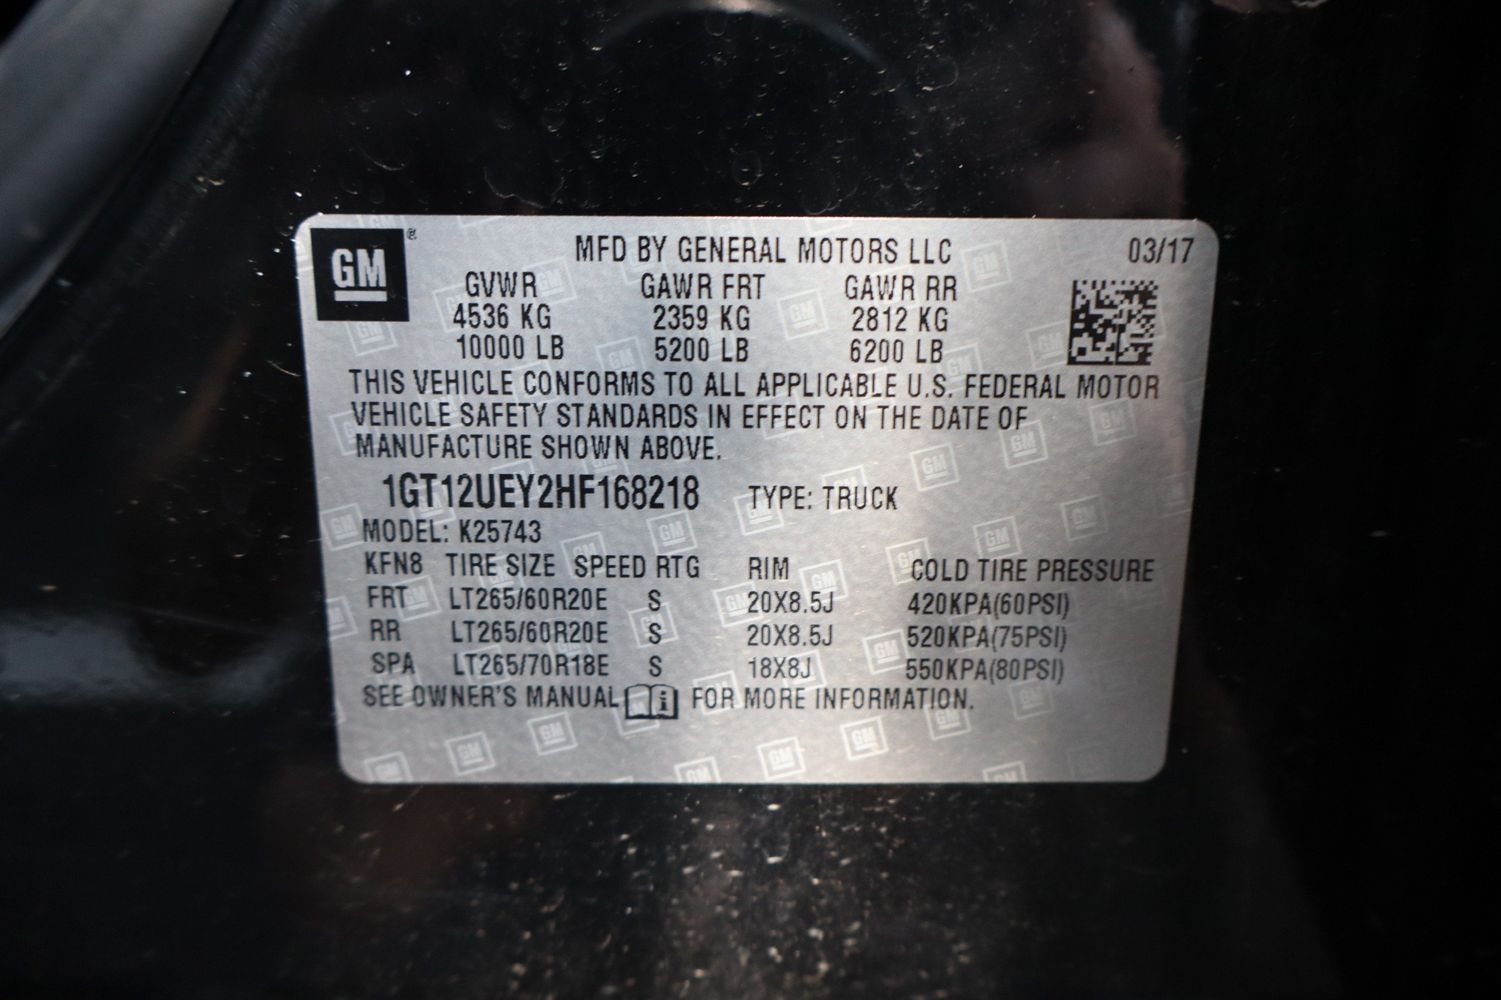 GM ® MFD BY GENERAL MOTORS LLC 03/17
GVWR GAWR FRT GAWR RR
4536 KG 2359 KG 2812 KG
10000 LB 5200 LB 6200 LB
THIS VEHICLE CONFORMS TO ALL APPLICABLE U.S. FEDERAL MOTOR
VEHICLE SAFETY STANDARDS IN EFFECT ON THE DATE OF
MANUFACTURE SHOWN ABOVE.
1GT12UEY2HF168218 TYPE: TRUCK
MODEL: K25743
KFN8 TIRE SIZE SPEED RTG RIM COLD TIRE PRESSURE
FRT LT265/60R20E S 20X8.5J 420KPA(60PSI)
RR LT265/60R20E S 20X8.5J 520KPA(75PSI)
SPA LT265/70R18E S 18X8J 550KPA(80PSI)
SEE OWNER'S MANUAL i FOR MORE INFORMATION.